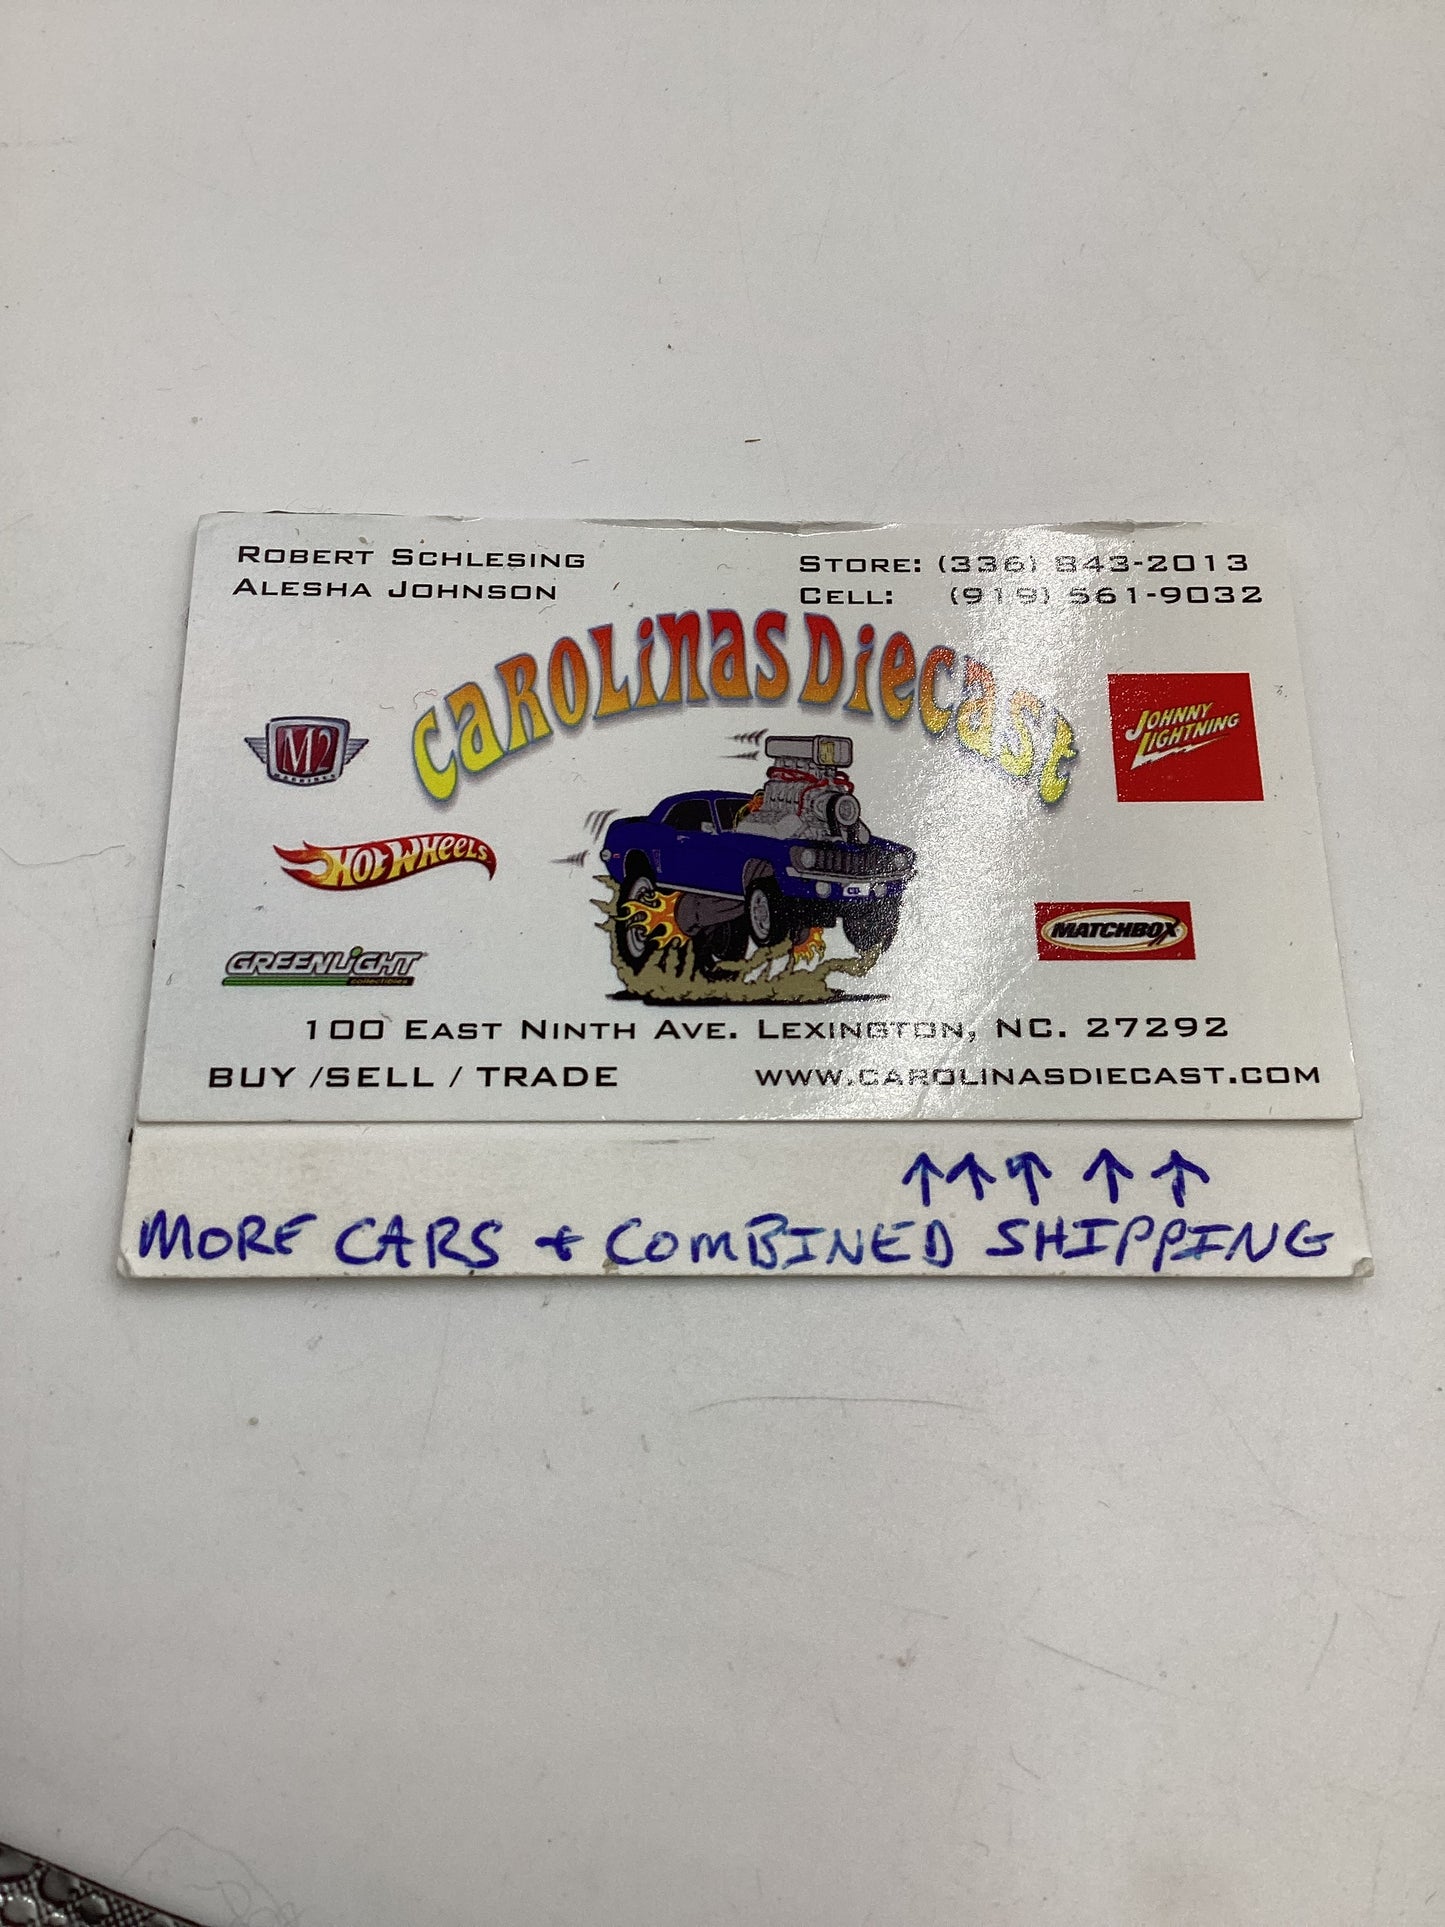 ROBERT SCHLESING
ALESHA JOHNSON
STORE: (336) 843-2013
CELL: (919) 561-9032
CAROLINAS DIECAST
M2
MACHINES
JOHNNY
LIGHTNING
HOT WHEELS
MATCHBOX
GREENLIGHT
collectibles
100 EAST NINTH AVE. LEXINGTON, NC. 27292
BUY /SELL / TRADE
WWW.CAROLINASDIECAST.COM
↑ ↑ ↑ ↑ ↑
MORE CARS + COMBINED SHIPPING